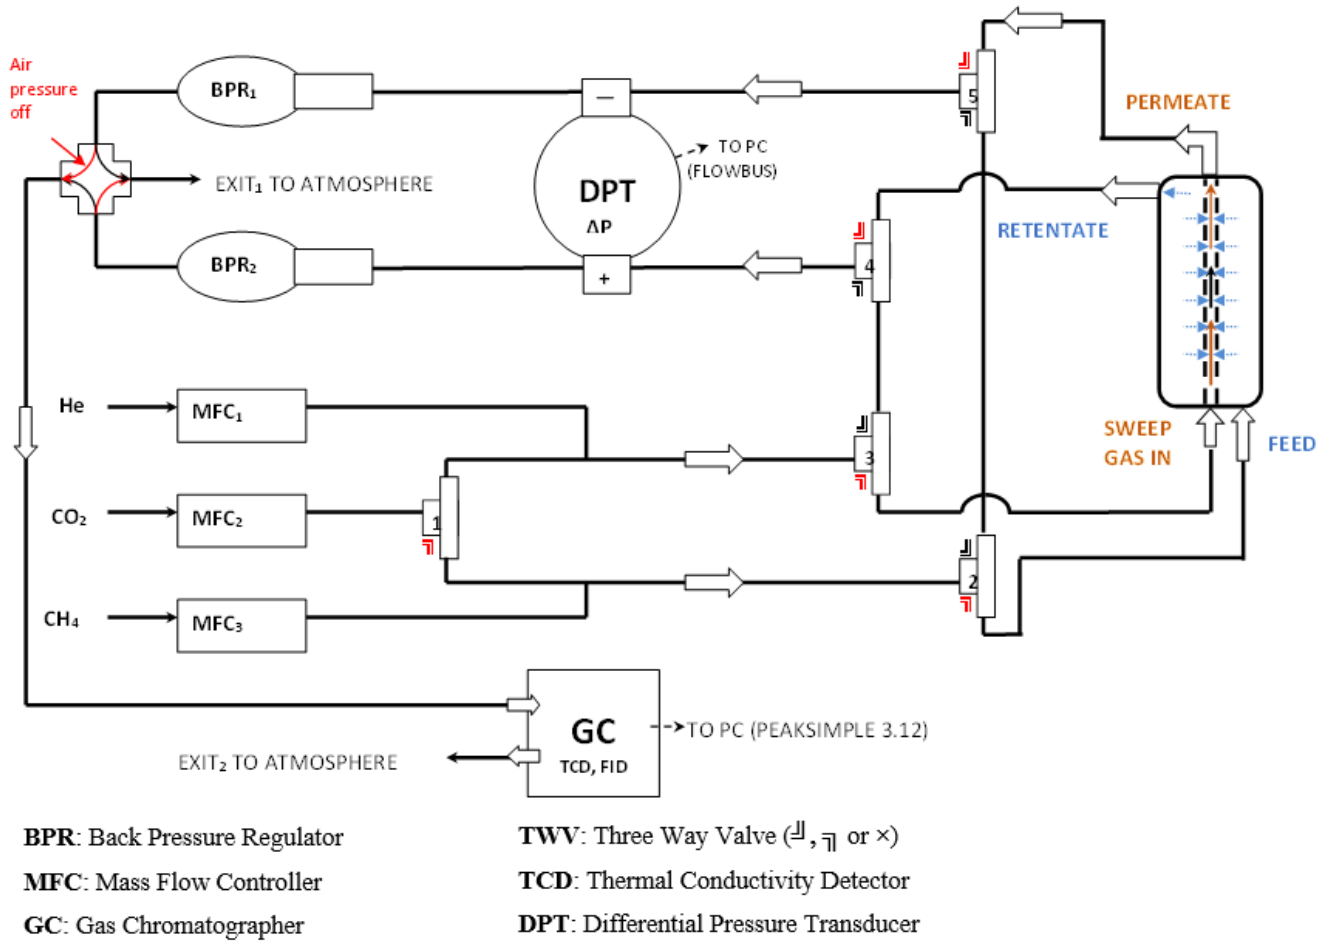 Air
pressure
off
BPR₁
—
5
PERMEATE
TO PC
(FLOWBUS)
EXIT₁ TO ATMOSPHERE
DPT
ΔP
RETENTATE
BPR₂
4
+
He
MFC₁
SWEEP
GAS IN
FEED
3
CO₂
MFC₂
1
2
CH₄
MFC₃
GC
TCD, FID
TO PC (PEAKSIMPLE 3.12)
EXIT₂ TO ATMOSPHERE
BPR: Back Pressure Regulator
TWV: Three Way Valve (╝, ╗ or ×)
MFC: Mass Flow Controller
TCD: Thermal Conductivity Detector
GC: Gas Chromatographer
DPT: Differential Pressure Transducer